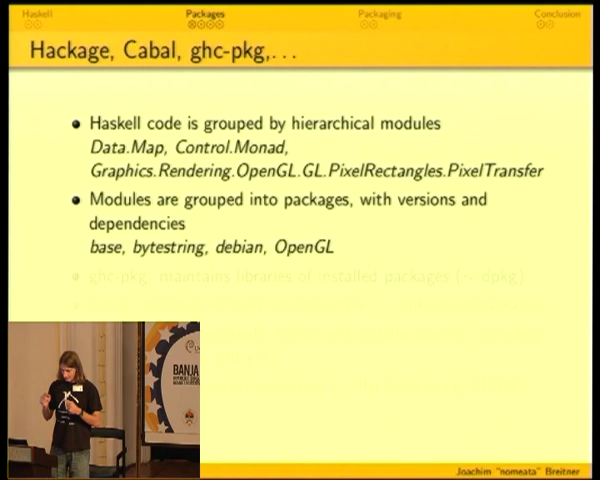 Haskell Packages Packaging Conclusion
Hackage, Cabal, ghc-pkg,...
Haskell code is grouped by hierarchical modules
Data.Map, Control.Monad,
Graphics.Rendering.OpenGL.GL.PixelRectangles.PixelTransfer
Modules are grouped into packages, with versions and
dependencies
base, bytestring, debian, OpenGL
ghc-pkg maintains libraries of installed packages (~ dpkg)
BANJA
Joachim "nomeata" Breitner